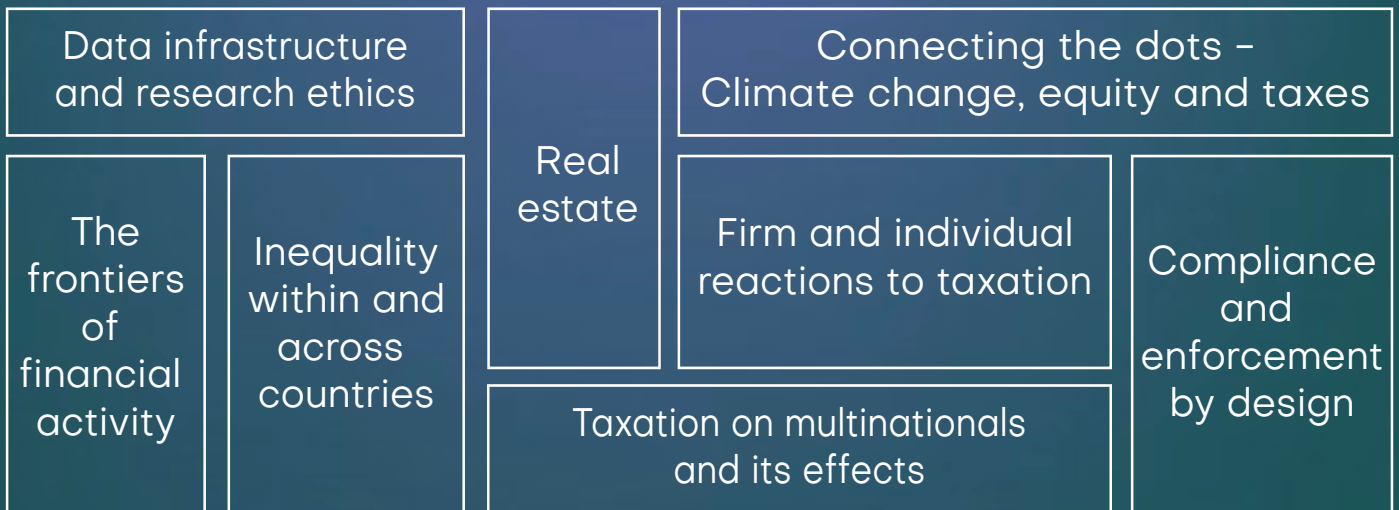 Data infrastructure
and research ethics
Real
estate
Connecting the dots –
Climate change, equity and taxes
The
frontiers
of
financial
activity
Inequality
within and
across
countries
Firm and individual
reactions to taxation
Compliance
and
enforcement
by design
Taxation on multinationals
and its effects